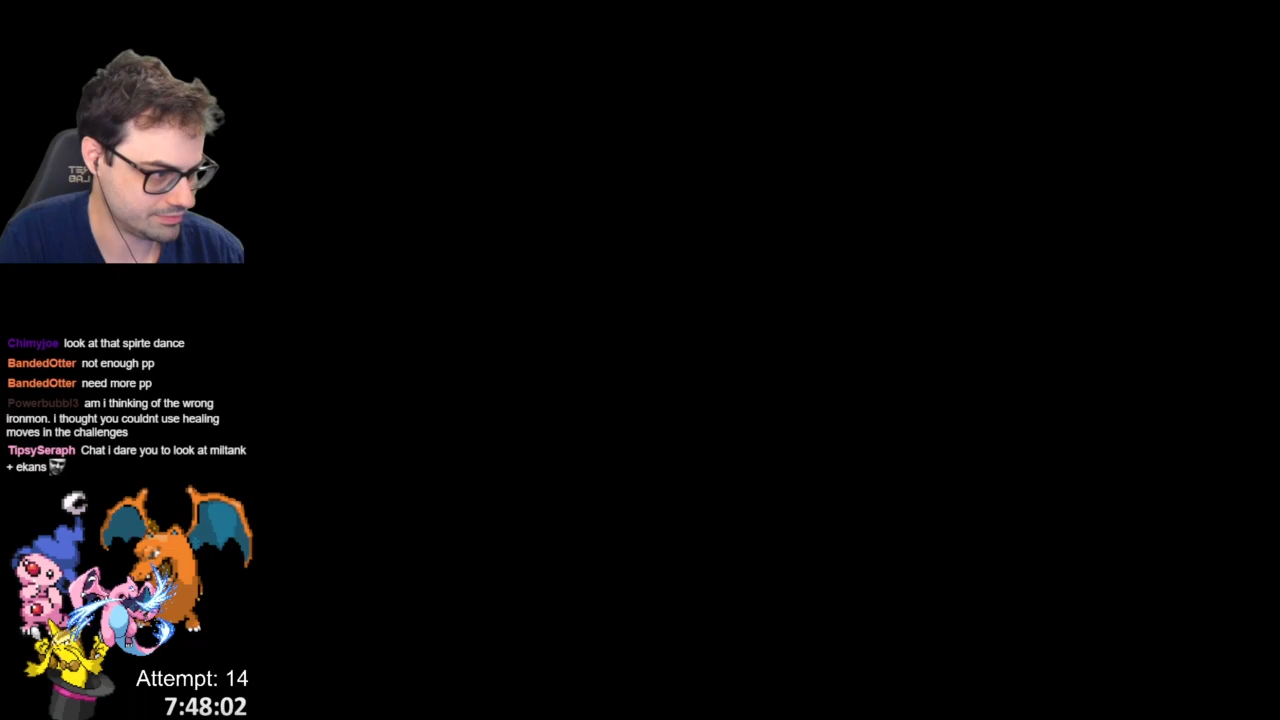 Chimyjoe look at that spirte dance
BandedOtter not enough pp
BandedOtter need more pp
Powerbubbl3 am i thinking of the wrong
ironmon. i thought you couldnt use healing
moves in the challenges
TipsySeraph Chat i dare you to look at miltank
+ ekans
Attempt: 14
7:48:02